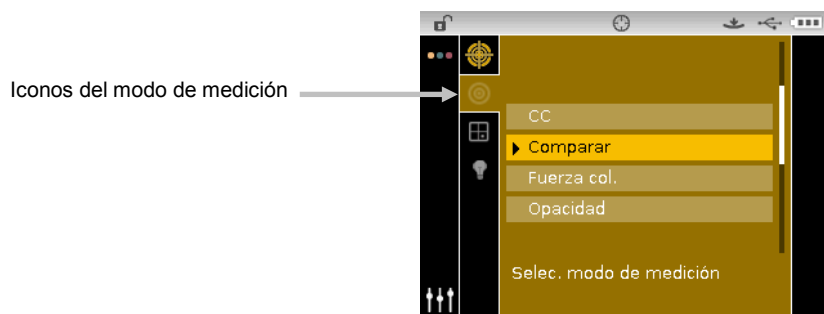 Iconos del modo de medición
CC
Comparar
Fuerza col.
Opacidad
Selec. modo de medición